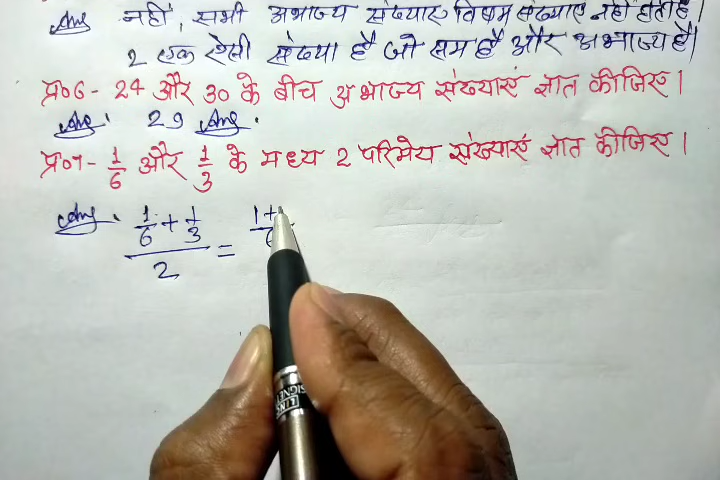 Ans नहीं, सभी अभाज्य संख्याएं विषम संख्याएं नहीं होती हैं।
2 एक ऐसी संख्या है जो सम है और अभाज्य है।
प्र०6- 24 और 30 के बीच अभाज्य संख्याएं ज्ञात कीजिए।
Ans. 29 Ans.
प्र०7- 1/6 और 1/3 के मध्य 2 परिमेय संख्याएं ज्ञात कीजिए।
Ans. (1/6 + 1/3)/2 = 1+